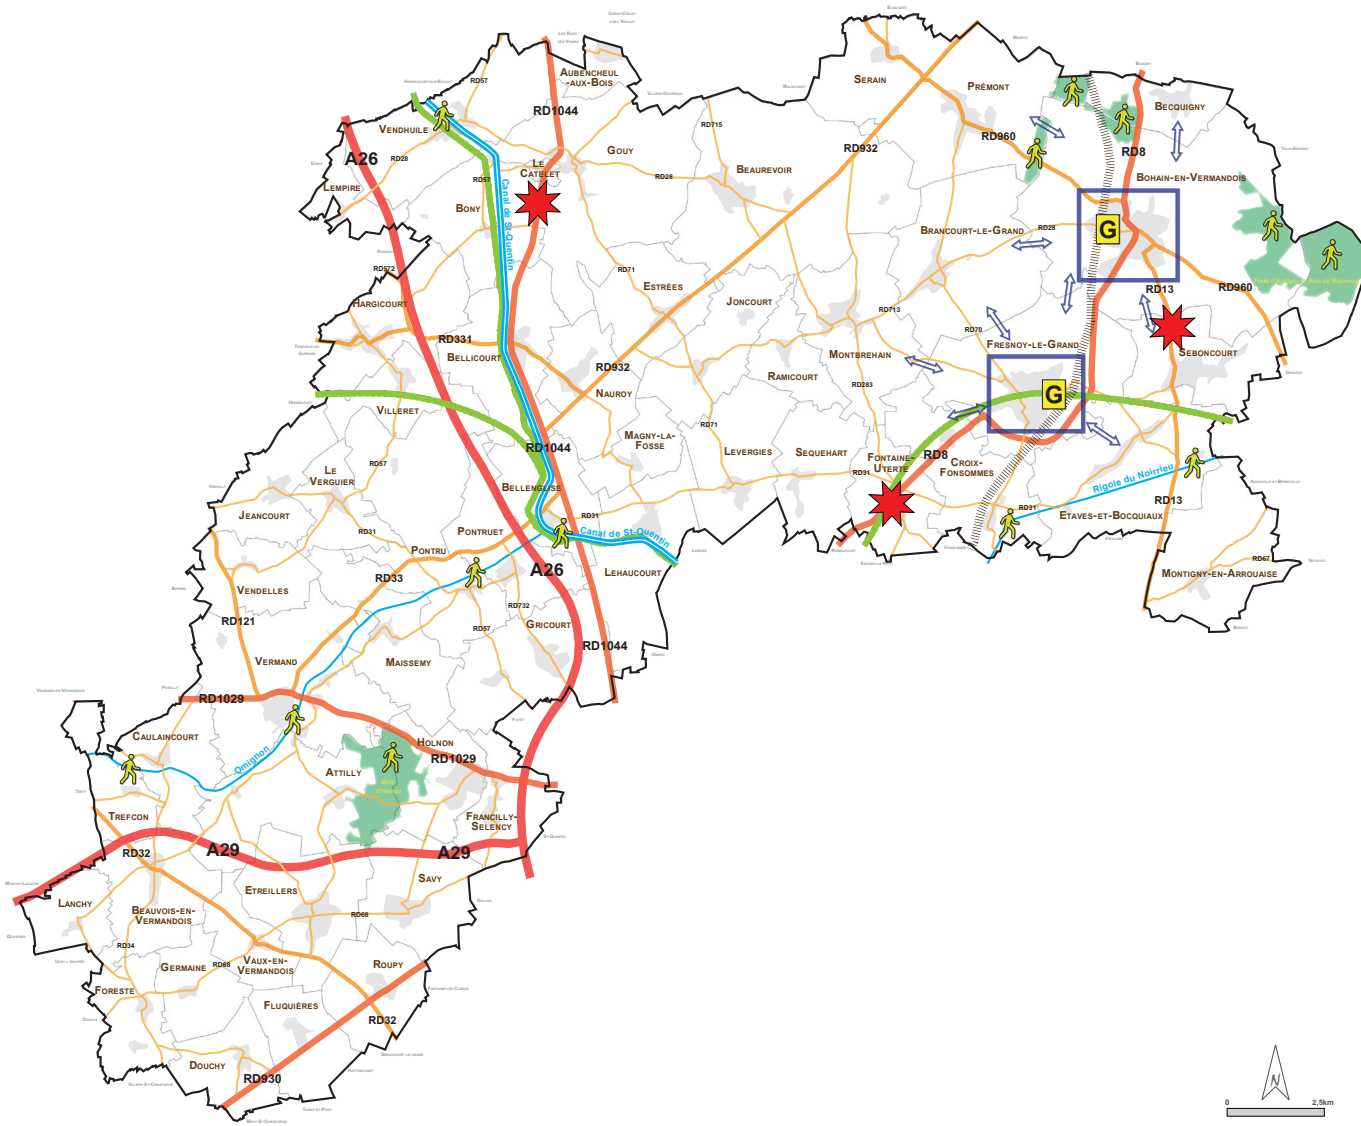 RD57
AUBENCHEUL
-AUX-BOIS
RD1044
VENDHUILE
A26
RD28
LEMPIRE
LE
CATELET
GOUY
RD28
RD57
BONY
Canal de St-Quentin
RD715
BEAUREVOIR
RD932
SERAIN
PRÉMONT
RD960
BECQUIGNY
RD8
BOHAIN-EN-VERMANDOIS
BRANCOURT-LE-GRAND
RD28
G
RD13
RD960
SEBONCOURT
RD572
HARGICOURT
RD71
ESTRÉES
JONCOURT
RD331
BELLICOURT
RD932
NAUROY
RD713
RD70
FRESNOY-LE-GRAND
MONTBREHAIN
RAMICOURT
RD283
G
VILLERET
RD1044
MAGNY-LA-
FOSSE
RD71
LEVERGIES
SEQUEHART
FONTAINE-
UTERTE
RD31
RD8
CROIX-
FONSOMMES
RD57
LE
VERGUIER
BELLENGLISE
Rigole du Noirrieu
RD13
JEANCOURT
RD31
PONTRUET
RD31
Canal de St-Quentin
RD31
ETAVES-ET-BOCQUIAUX
PONTRU
A26
LEHAUCOURT
RD67
MONTIGNY-EN-ARROUAISE
VENDELLES
RD33
RD732
RD121
RD57
GRICOURT
RD1044
VERMAND
MAISSEMY
RD1029
CAULAINCOURT
Omignon
HOLNON
RD1029
ATTILLY
Bois
d'Holnon
TREFCON
FRANCILLY-
SELENCY
RD32
A29
A29
SAVY
ETREILLERS
LANCHY
BEAUVOIS-EN-
VERMANDOIS
RD68
RD34
GERMAINE
RD68
VAUX-EN-
VERMANDOIS
ROUPY
FORESTE
FLUQUIÈRES
RD32
DOUCHY
RD930
N
0 2,5km